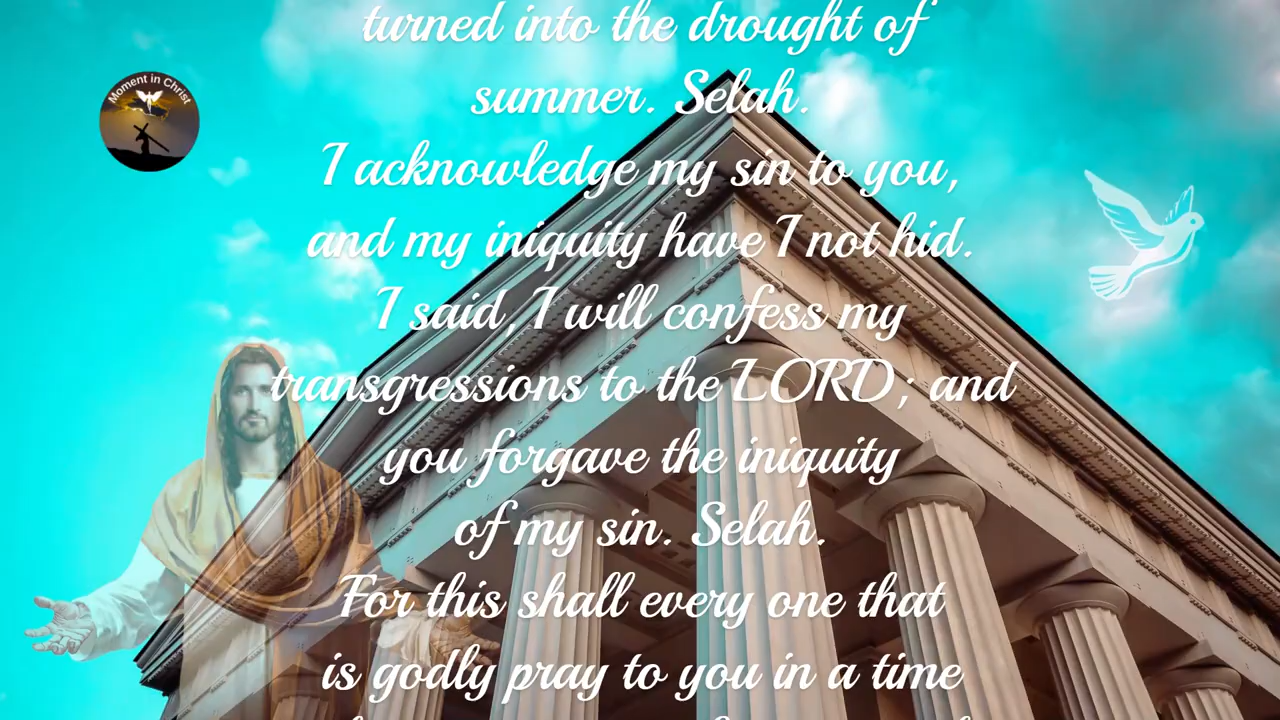 turned into the drought of
summer. Selah.
Moment in Christ
I acknowledge my sin to you,
and my iniquity have I not hid.
I said, I will confess my
transgressions to the LORD; and
you forgave the iniquity
of my sin. Selah.
For this shall every one that
is godly pray to you in a time